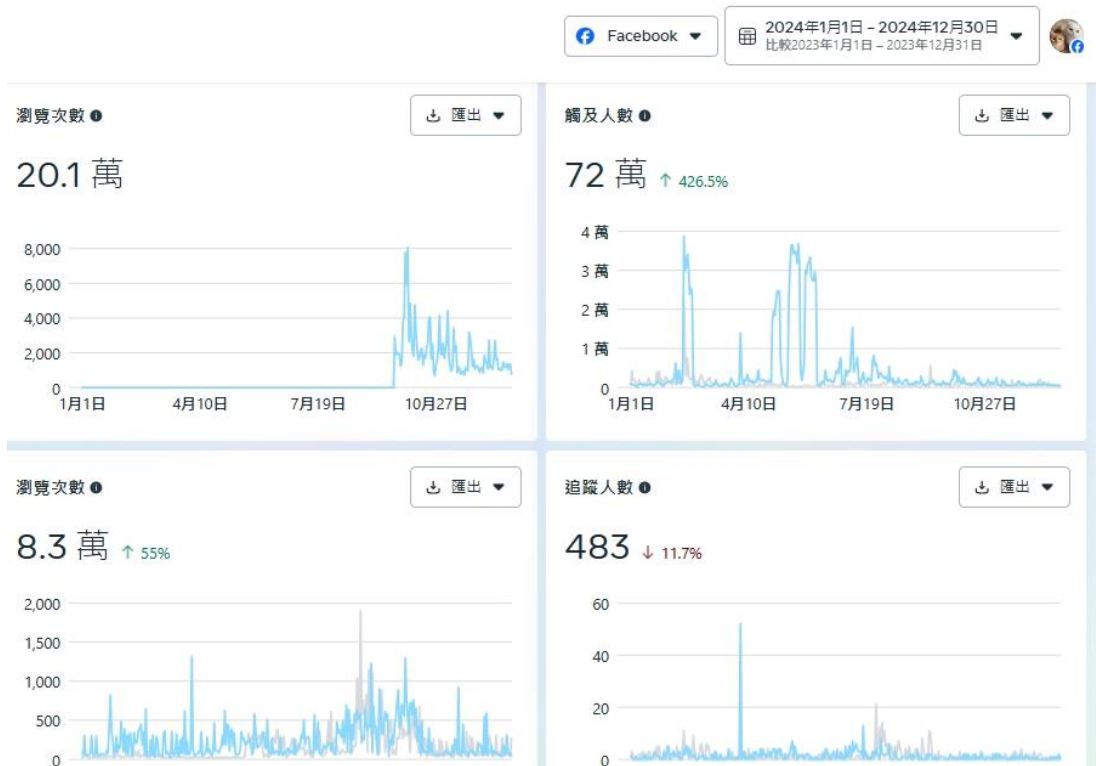 Facebook
2024年1月1日 – 2024年12月30日
比較2023年1月1日 – 2023年12月31日
瀏覽次數
匯出
20.1 萬
8,000
6,000
4,000
2,000
0
1月1日
4月10日
7月19日
10月27日
觸及人數
匯出
72 萬
↑ 426.5%
4 萬
3 萬
2 萬
1 萬
0
1月1日
4月10日
7月19日
10月27日
瀏覽次數
匯出
8.3 萬
↑ 55%
2,000
1,500
1,000
500
0
追蹤人數
匯出
483
↓ 11.7%
60
40
20
0